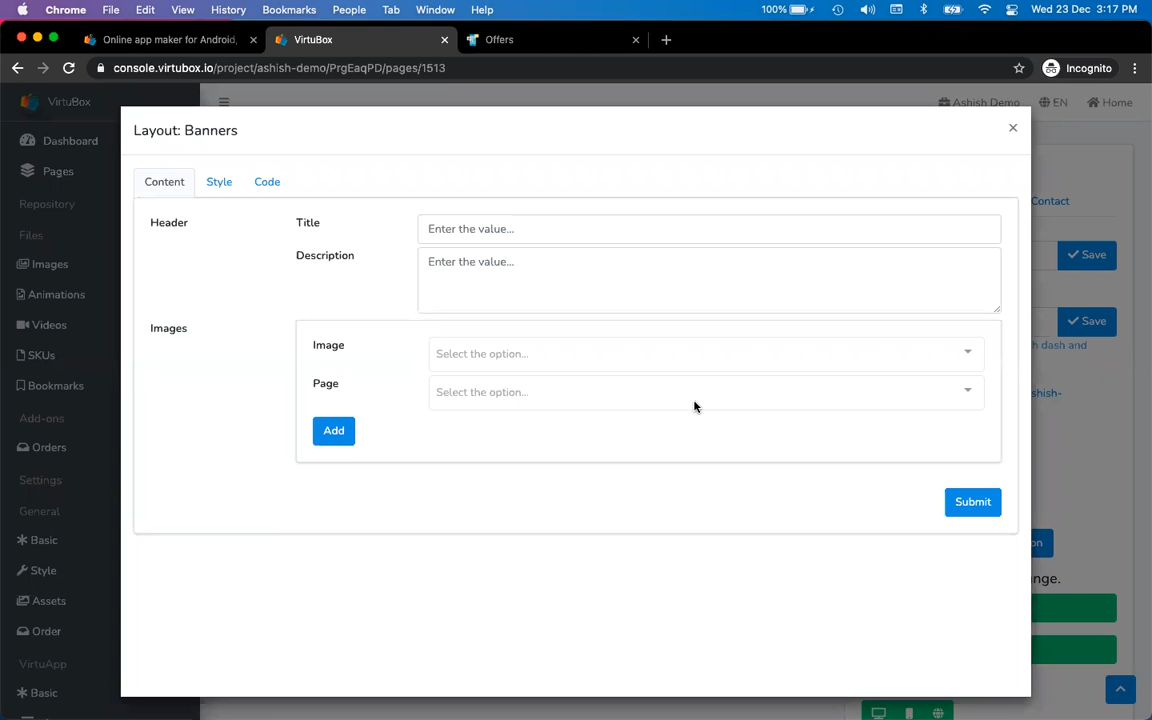 Chrome File Edit View History Bookmarks People Tab Window Help 100% Wed 23 Dec 3:17 PM
Online app maker for Android, VirtuBox Offers
console.virtubox.io/project/ashish-demo/PrgEaqPD/pages/1513 Incognito
VirtuBox Ashish Demo EN Home
Layout: Banners
Dashboard
Pages
Content Style Code
Contact
Repository
Header Title Enter the value...
Files
Description Enter the value...
Save
Images
Animations
Save
Videos
Images
h dash and
Image Select the option...
SKUs
Page Select the option...
Bookmarks
shish-
Add-ons
Add
Orders
Settings
Submit
General
Basic
on
Style
nge.
Assets
Order
VirtuApp
Basic